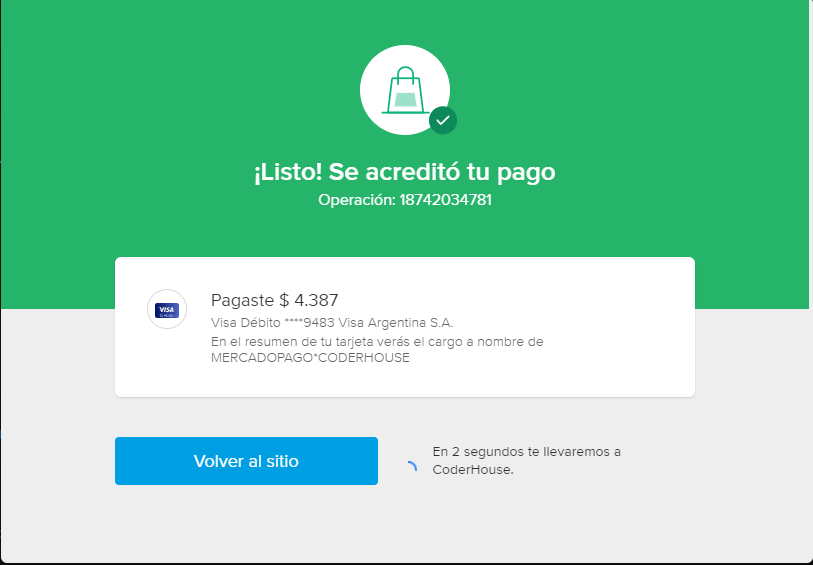 ¡Listo! Se acreditó tu pago
Operación: 18742034781
VISA
Pagaste $ 4.387
Visa Débito ****9483 Visa Argentina S.A.
En el resumen de tu tarjeta verás el cargo a nombre de
MERCADOPAGO*CODERHOUSE
Volver al sitio
En 2 segundos te llevaremos a
CoderHouse.